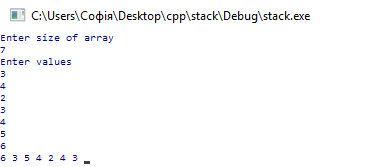 C:\Users\Софія\Desktop\cpp\stack\Debug\stack.exe
Enter size of array
7
Enter values
3
4
2
3
4
5
6
6 3 5 4 2 4 3